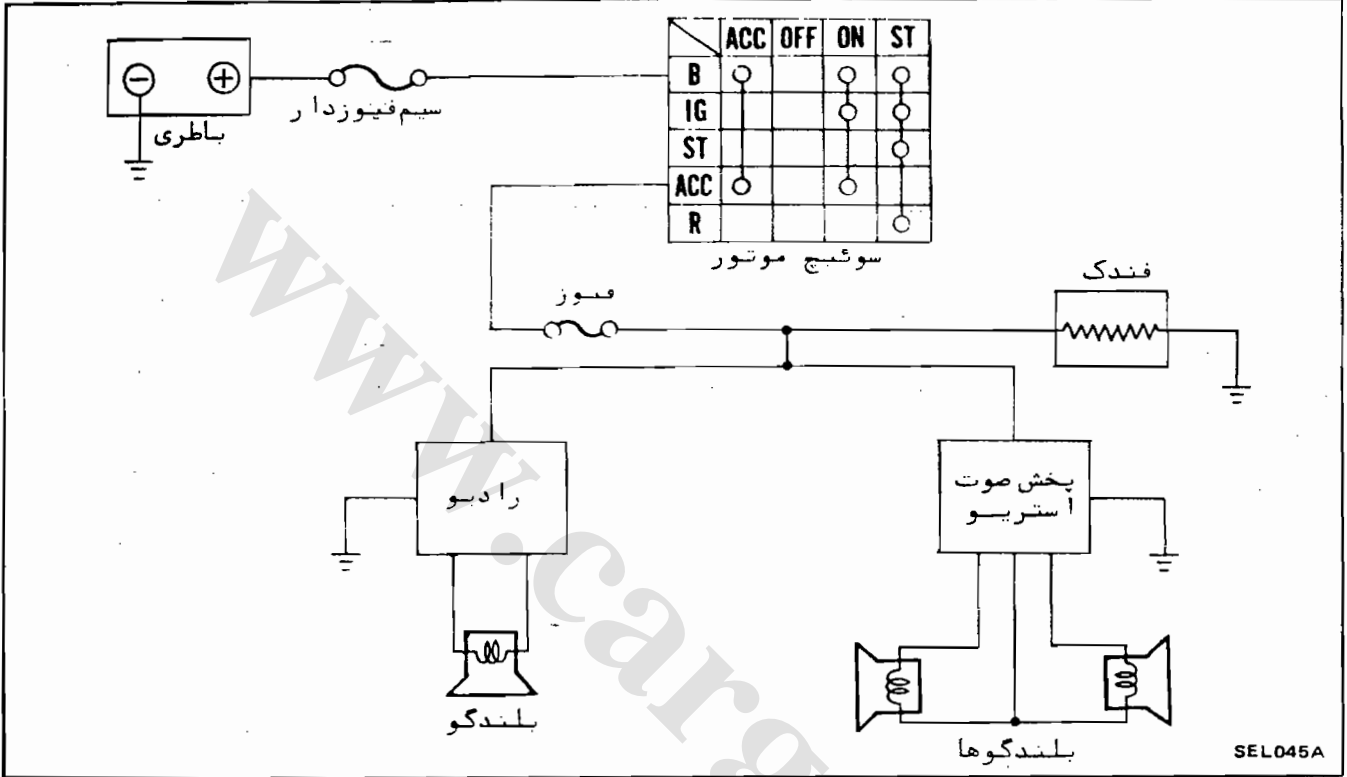 ACC OFF ON ST
B
IG
ST
ACC
R
سیم فیوزدار
باطری
سوئیچ موتور
فندک
فیوز
رادیو
پخش صوت
استریو
بلندگو
بلندگوها
SEL045A
www.carg